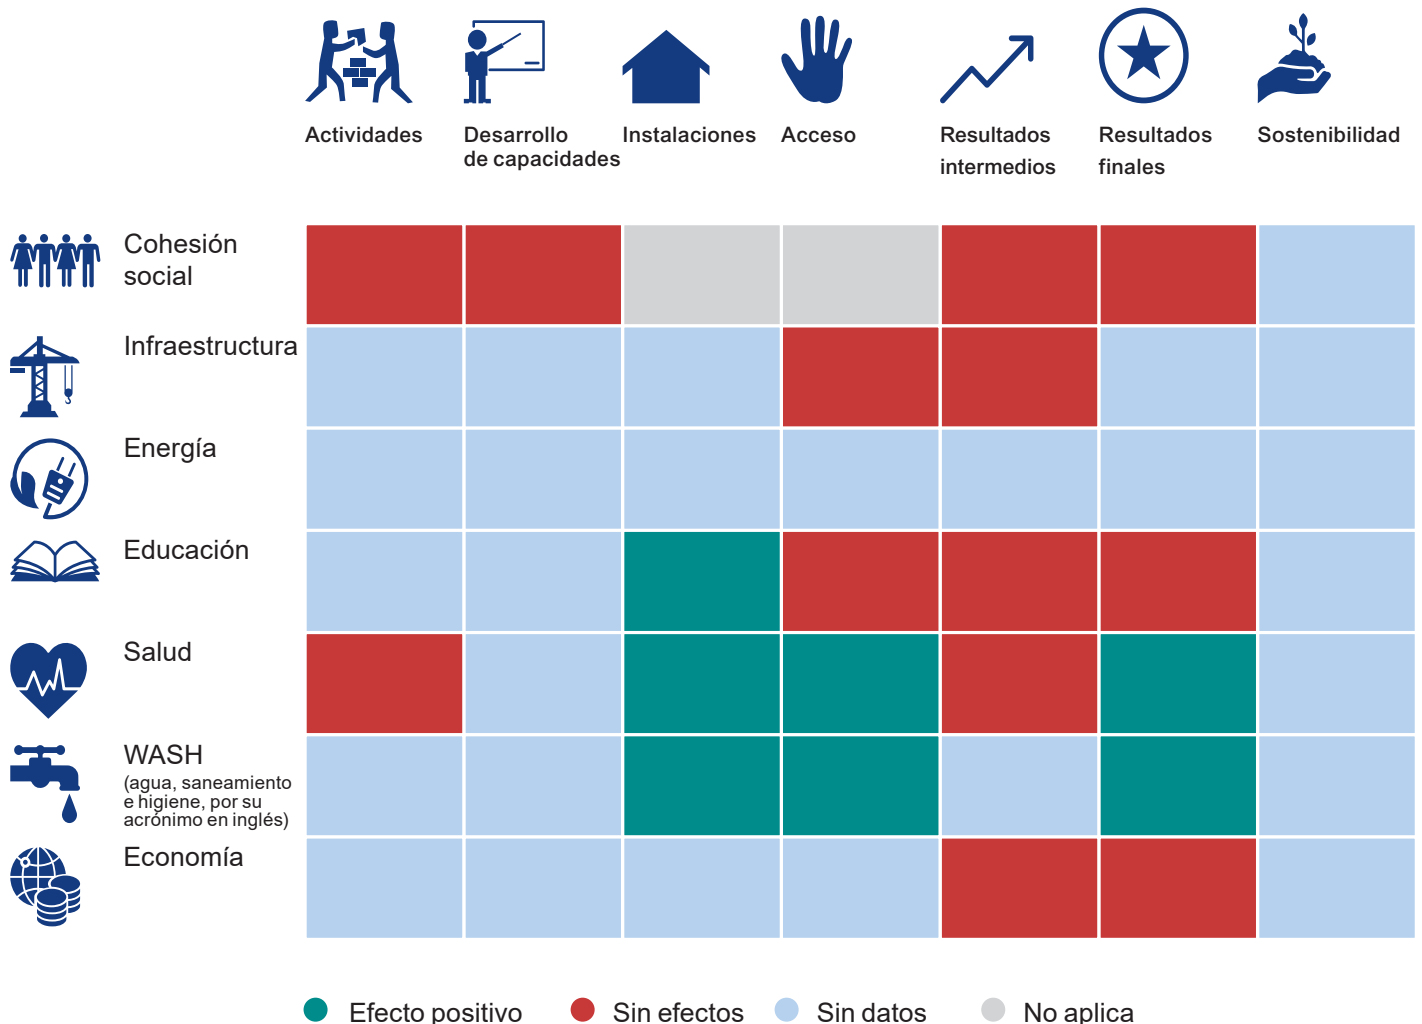 Actividades
Desarrollo
de capacidades
Instalaciones
Acceso
Resultados
intermedios
Resultados
finales
Sostenibilidad
Cohesión
social
Infraestructura
Energía
Educación
Salud
WASH
(agua, saneamiento
e higiene, por su
acrónimo en inglés)
Economía
Efecto positivo
Sin efectos
Sin datos
No aplica